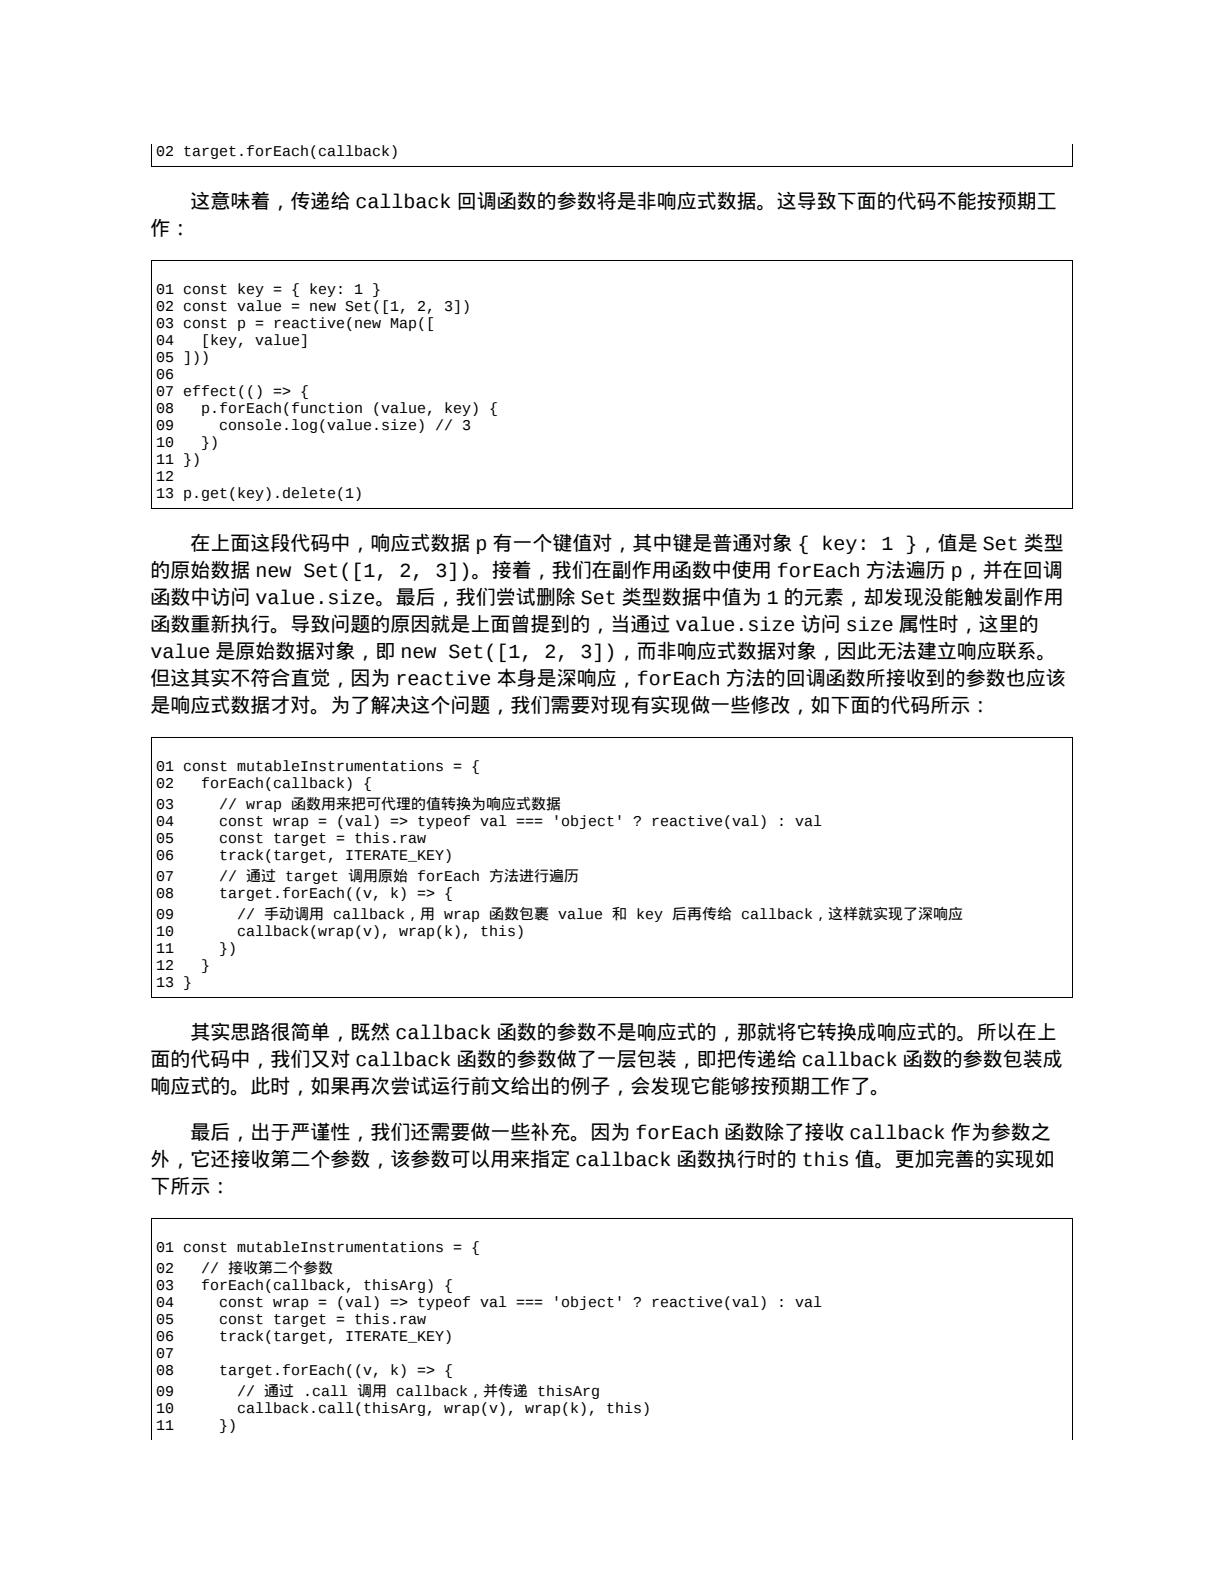 02 target.forEach(callback)
这意味着，传递给 callback 回调函数的参数将是非响应式数据。这导致下面的代码不能按预期工
作：
01 const key = { key: 1 }
02 const value = new Set([1, 2, 3])
03 const p = reactive(new Map([
04   [key, value]
05 ]))
06
07 effect(() => {
08   p.forEach(function (value, key) {
09     console.log(value.size) // 3
10   })
11 })
12
13 p.get(key).delete(1)
在上面这段代码中，响应式数据 p 有一个键值对，其中键是普通对象 { key: 1 }，值是 Set 类型
的原始数据 new Set([1, 2, 3])。接着，我们在副作用函数中使用 forEach 方法遍历 p，并在回调
函数中访问 value.size。最后，我们尝试删除 Set 类型数据中值为 1 的元素，却发现没能触发副作用
函数重新执行。导致问题的原因就是上面曾提到的，当通过 value.size 访问 size 属性时，这里的
value 是原始数据对象，即 new Set([1, 2, 3])，而非响应式数据对象，因此无法建立响应联系。
但这其实不符合直觉，因为 reactive 本身是深响应，forEach 方法的回调函数所接收到的参数也应该
是响应式数据才对。为了解决这个问题，我们需要对现有实现做一些修改，如下面的代码所示：
01 const mutableInstrumentations = {
02   forEach(callback) {
03     // wrap 函数用来把可代理的值转换为响应式数据
04     const wrap = (val) => typeof val === 'object' ? reactive(val) : val
05     const target = this.raw
06     track(target, ITERATE_KEY)
07     // 通过 target 调用原始 forEach 方法进行遍历
08     target.forEach((v, k) => {
09       // 手动调用 callback，用 wrap 函数包裹 value 和 key 后再传给 callback，这样就实现了深响应
10       callback(wrap(v), wrap(k), this)
11     })
12   }
13 }
其实思路很简单，既然 callback 函数的参数不是响应式的，那就将它转换成响应式的。所以在上
面的代码中，我们又对 callback 函数的参数做了一层包装，即把传递给 callback 函数的参数包装成
响应式的。此时，如果再次尝试运行前文给出的例子，会发现它能够按预期工作了。
最后，出于严谨性，我们还需要做一些补充。因为 forEach 函数除了接收 callback 作为参数之
外，它还接收第二个参数，该参数可以用来指定 callback 函数执行时的 this 值。更加完善的实现如
下所示：
01 const mutableInstrumentations = {
02   // 接收第二个参数
03   forEach(callback, thisArg) {
04     const wrap = (val) => typeof val === 'object' ? reactive(val) : val
05     const target = this.raw
06     track(target, ITERATE_KEY)
07
08     target.forEach((v, k) => {
09       // 通过 .call 调用 callback，并传递 thisArg
10       callback.call(thisArg, wrap(v), wrap(k), this)
11     })